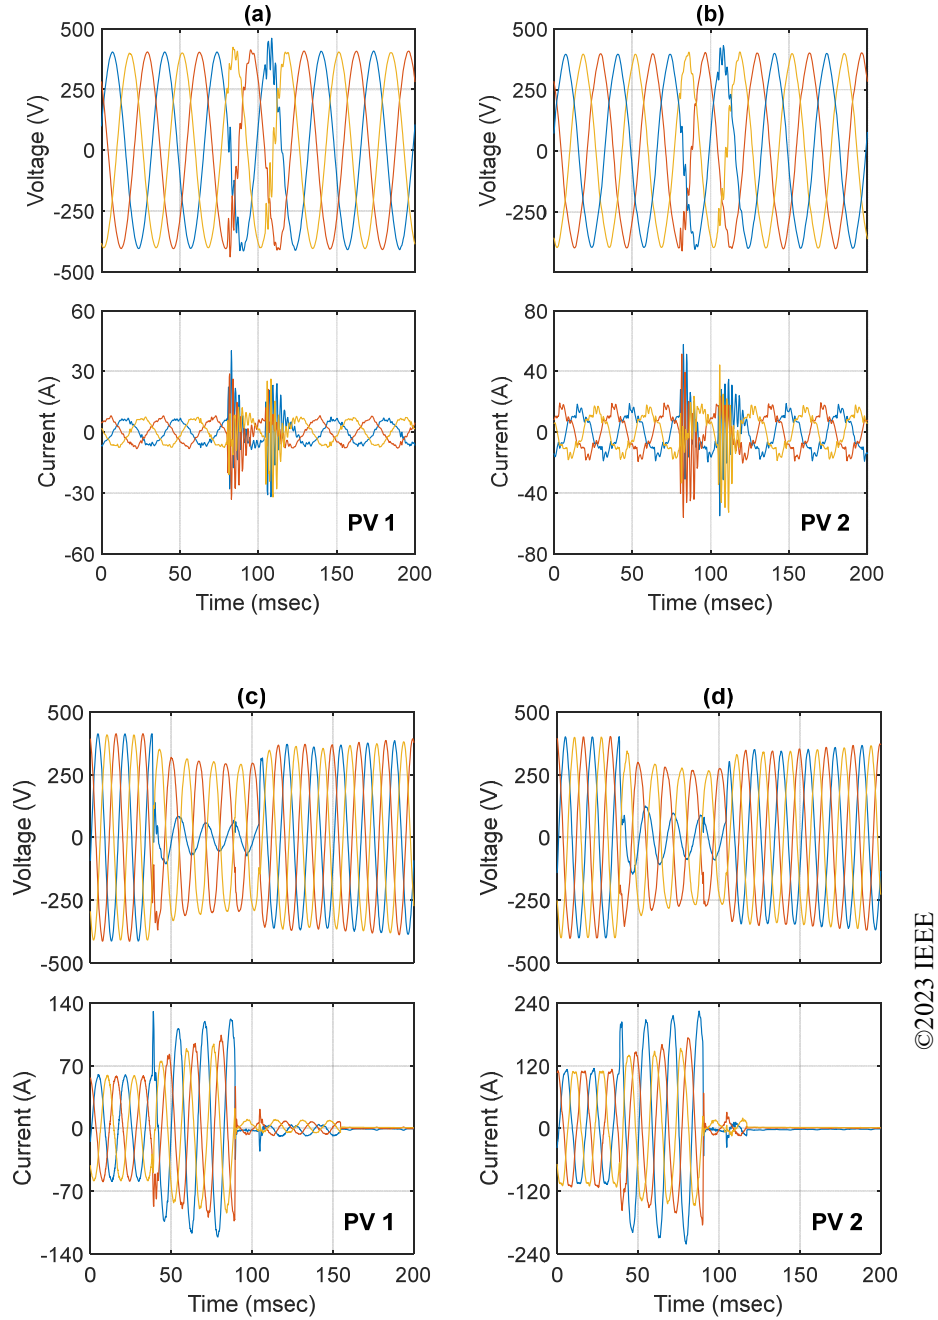 (a)
(b)
500
250
0
-250
-500
Voltage (V)
500
250
0
-250
Voltage (V)
60
30
0
-30
-60
Current (A)
PV 1
0 50 100 150 200
Time (msec)
80
40
0
-40
-80
Current (A)
PV 2
0 50 100 150 200
Time (msec)
(c)
(d)
500
250
0
-250
-500
Voltage (V)
500
250
0
-250
-500
Voltage (V)
140
70
0
-70
-140
Current (A)
PV 1
0 50 100 150 200
Time (msec)
240
120
0
-120
-240
Current (A)
PV 2
0 50 100 150 200
Time (msec)
©2023 IEEE